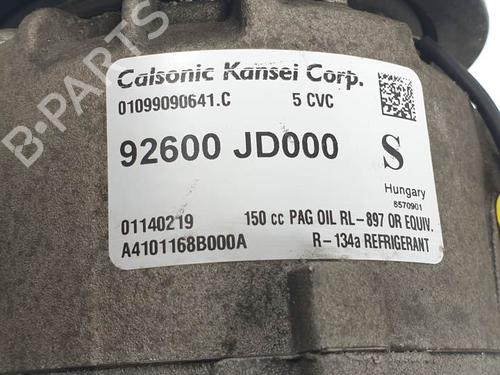 Calsonic Kansei Corp.
01099090641.C 5 CVC
92600 JD000 S
Hungary
8570901
01140219 150 cc PAG OIL RL-897 OR EQUIV.
A4101168B000A R-134a REFRIGERANT
B-PARTS